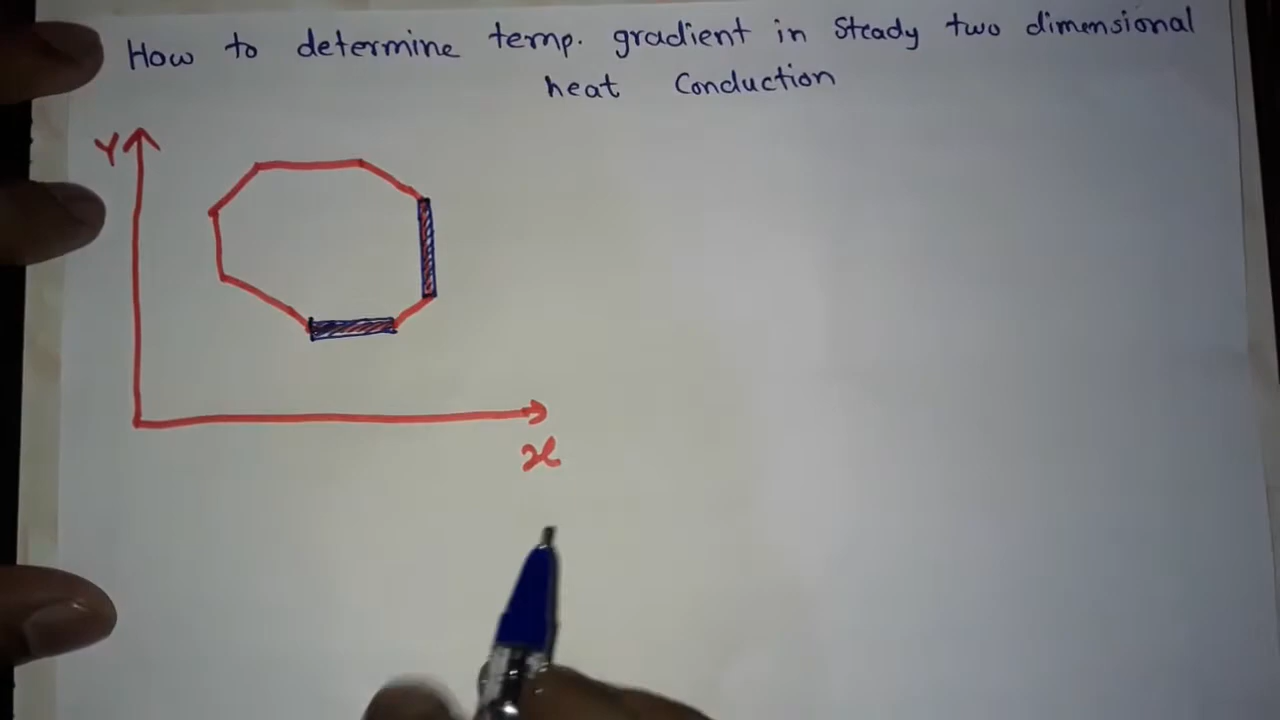 How to determine temp. gradient in Steady two dimensional
heat Conduction
Y
x